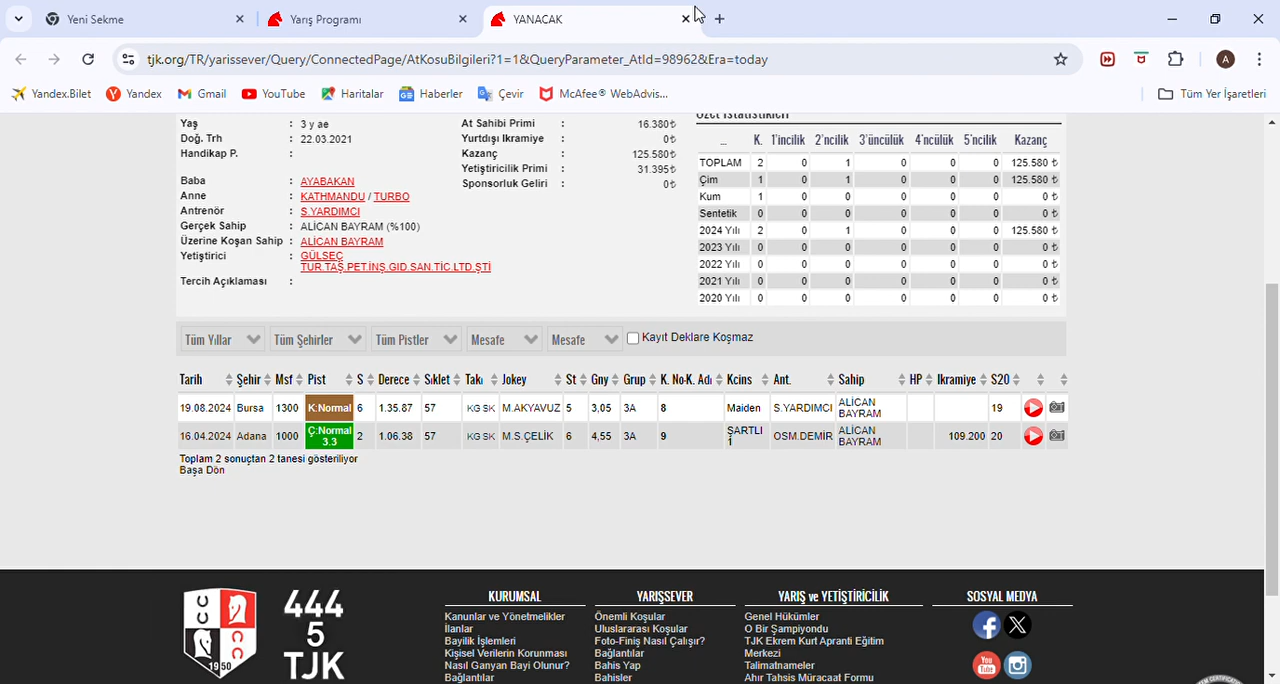 Yeni Sekme
Yarış Programı
YANACAK
tjk.org/TR/yarissever/Query/ConnectedPage/AtKosuBilgileri?1=1&QueryParameter_AtId=98962&Era=today
A
Yandex.Bilet
Yandex
Gmail
YouTube
Haritalar
Haberler
Çevir
McAfee® WebAdvis...
Tüm Yer İşaretleri
Yaş : 3 y ae
Doğ. Trh : 22.03.2021
Handikap P. :
Baba : AYABAKAN
Anne : KATHMANDU / TURBO
Antrenör : S.YARDIMCI
Gerçek Sahip : ALİCAN BAYRAM (%100)
Üzerine Koşan Sahip : ALİCAN BAYRAM
Yetiştirici : GÜLSEÇ
TUR.TAŞ.PET.İNŞ.GID.SAN.TİC.LTD.ŞTİ
Tercih Açıklaması :
At Sahibi Primi : 16.380₺
Yurtdışı Ikramiye : 0₺
Kazanç : 125.580₺
Yetiştiricilik Primi : 31.395₺
Sponsorluk Geliri : 0₺
Özet İstatistikleri
... K. 1'incilik 2'ncilik 3'üncülük 4'ncülük 5'ncilik Kazanç
TOPLAM 2 0 1 0 0 0 125.580 ₺
Çim 1 0 1 0 0 0 125.580 ₺
Kum 1 0 0 0 0 0 0 ₺
Sentetik 0 0 0 0 0 0 0 ₺
2024 Yılı 2 0 1 0 0 0 125.580 ₺
2023 Yılı 0 0 0 0 0 0 0 ₺
2022 Yılı 0 0 0 0 0 0 0 ₺
2021 Yılı 0 0 0 0 0 0 0 ₺
2020 Yılı 0 0 0 0 0 0 0 ₺
Tüm Yıllar Tüm Şehirler Tüm Pistler Mesafe Mesafe Kayıt Deklare Koşmaz
Tarih Şehir Msf Pist S Derece Sıklet Takı Jokey St Gny Grup K. No-K. Adı Kcins Ant. Sahip HP Ikramiye S20
19.08.2024 Bursa 1300 K:Normal 6 1.35.87 57 KG SK M.AKYAVUZ 5 3,05 3A 8 Maiden S.YARDIMCI ALİCAN BAYRAM 19
16.04.2024 Adana 1000 Ç:Normal 3.3 2 1.06.38 57 KG SK M.S.ÇELİK 6 4,55 3A 9 ŞARTLI 1 OSM.DEMİR ALİCAN BAYRAM 109.200 20
Toplam 2 sonuçtan 2 tanesi gösteriliyor
Başa Dön
1950
444
5
TJK
KURUMSAL
Kanunlar ve Yönetmelikler
İlanlar
Bayilik İşlemleri
Kişisel Verilerin Korunması
Nasıl Ganyan Bayi Olunur?
Bağlantılar
YARIŞSEVER
Önemli Koşular
Uluslararası Koşular
Foto-Finiş Nasıl Çalışır?
Bağlantılar
Bahis Yap
Bahisler
YARIŞ ve YETİŞTİRİCİLİK
Genel Hükümler
O Bir Şampiyondu
TJK Ekrem Kurt Apranti Eğitim
Merkezi
Talimatnameler
Ahır Tahsis Müracaat Formu
SOSYAL MEDYA